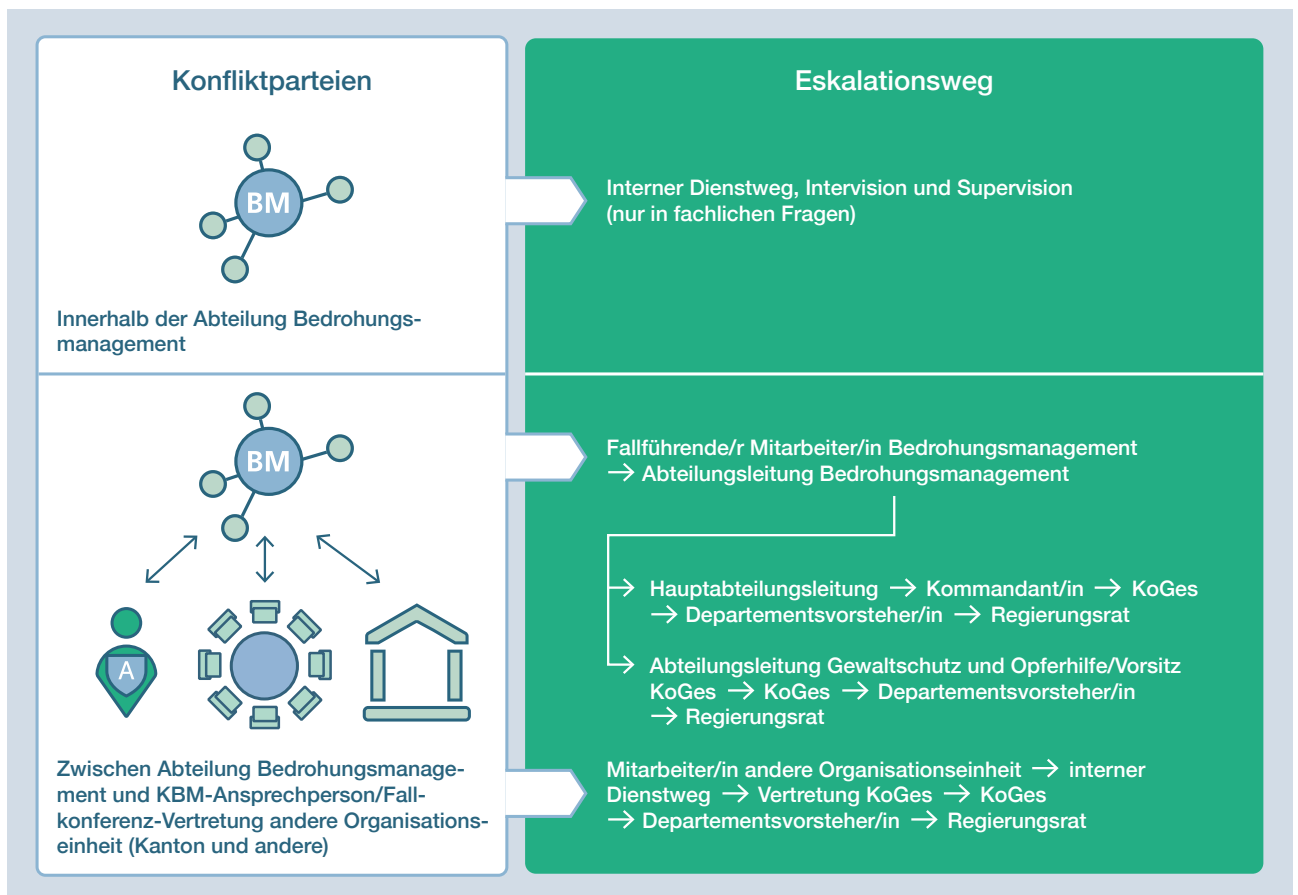 Konfliktparteien
Eskalationsweg
BM
Interner Dienstweg, Intervision und Supervision
(nur in fachlichen Fragen)
Innerhalb der Abteilung Bedrohungs-
management
BM
Fallführende/r Mitarbeiter/in Bedrohungsmanagement
→ Abteilungsleitung Bedrohungsmanagement
Hauptabteilungsleitung → Kommandant/in → KoGes
→ Departementsvorsteher/in → Regierungsrat
A
Abteilungsleitung Gewaltschutz und Opferhilfe/Vorsitz
KoGes → KoGes → Departementsvorsteher/in
→ Regierungsrat
Zwischen Abteilung Bedrohungsmanage-
ment und KBM-Ansprechperson/Fall-
konferenz-Vertretung andere Organisations-
einheit (Kanton und andere)
Mitarbeiter/in andere Organisationseinheit → interner
Dienstweg → Vertretung KoGes → KoGes
→ Departementsvorsteher/in → Regierungsrat